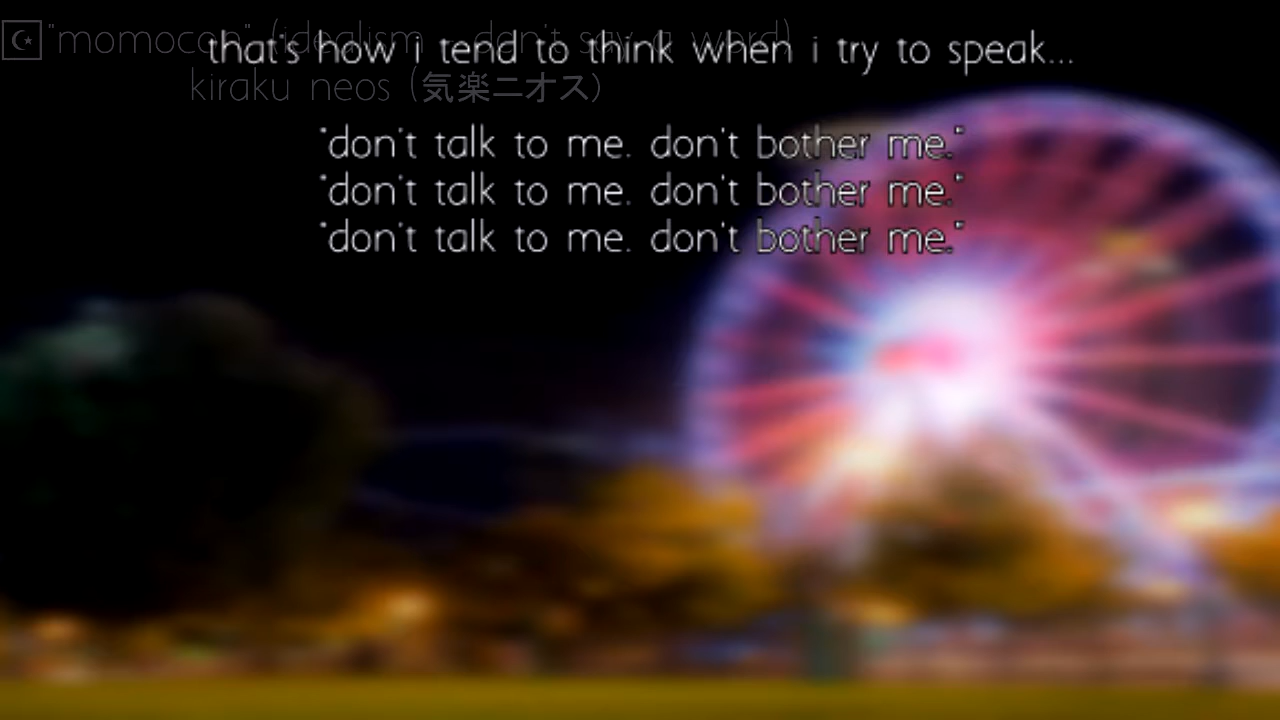 "momocon" (idealism - don't say a word)
that's how i tend to think when i try to speak...
kiraku neos (気楽ニオス)
"don't talk to me. don't bother me."
"don't talk to me. don't bother me."
"don't talk to me. don't bother me."